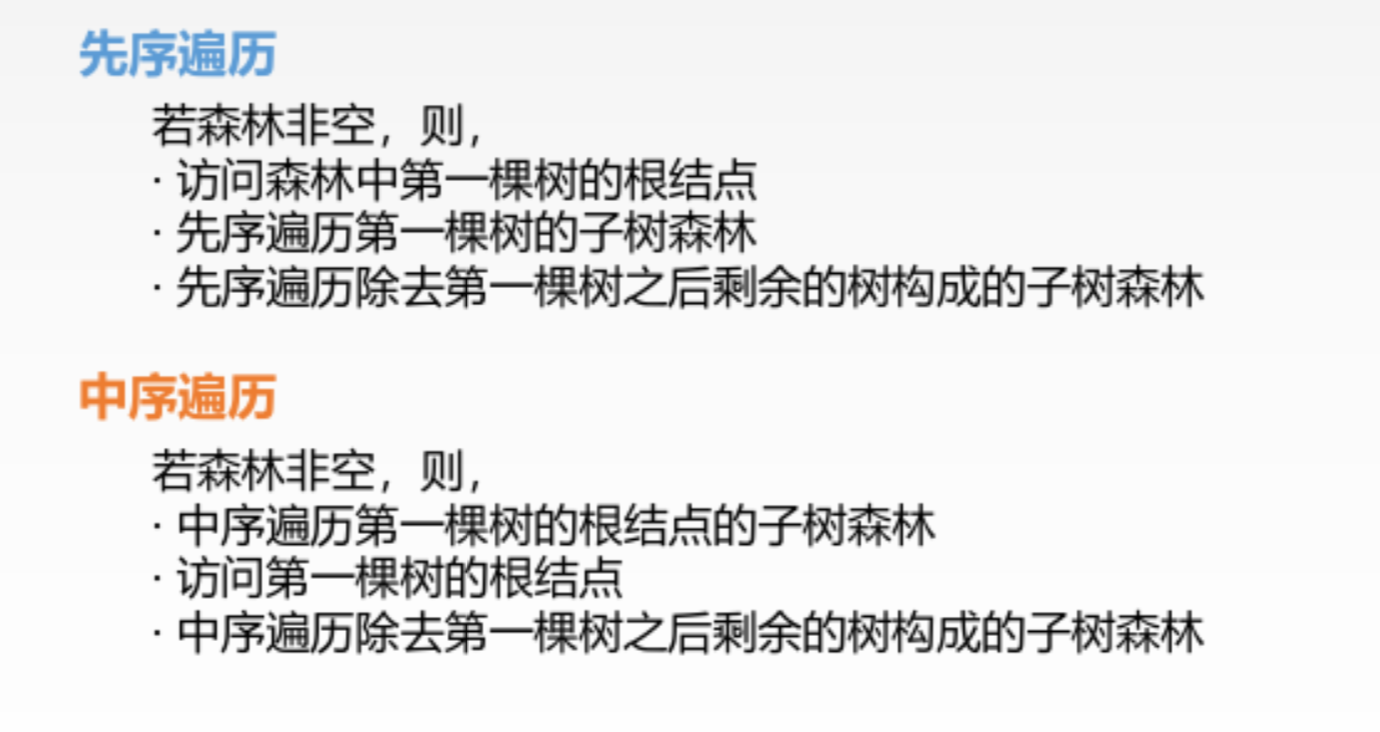 先序遍历
若森林非空，则，
· 访问森林中第一棵树的根结点
· 先序遍历第一棵树的子树森林
· 先序遍历除去第一棵树之后剩余的树构成的子树森林
中序遍历
若森林非空，则，
· 中序遍历第一棵树的根结点的子树森林
· 访问第一棵树的根结点
· 中序遍历除去第一棵树之后剩余的树构成的子树森林